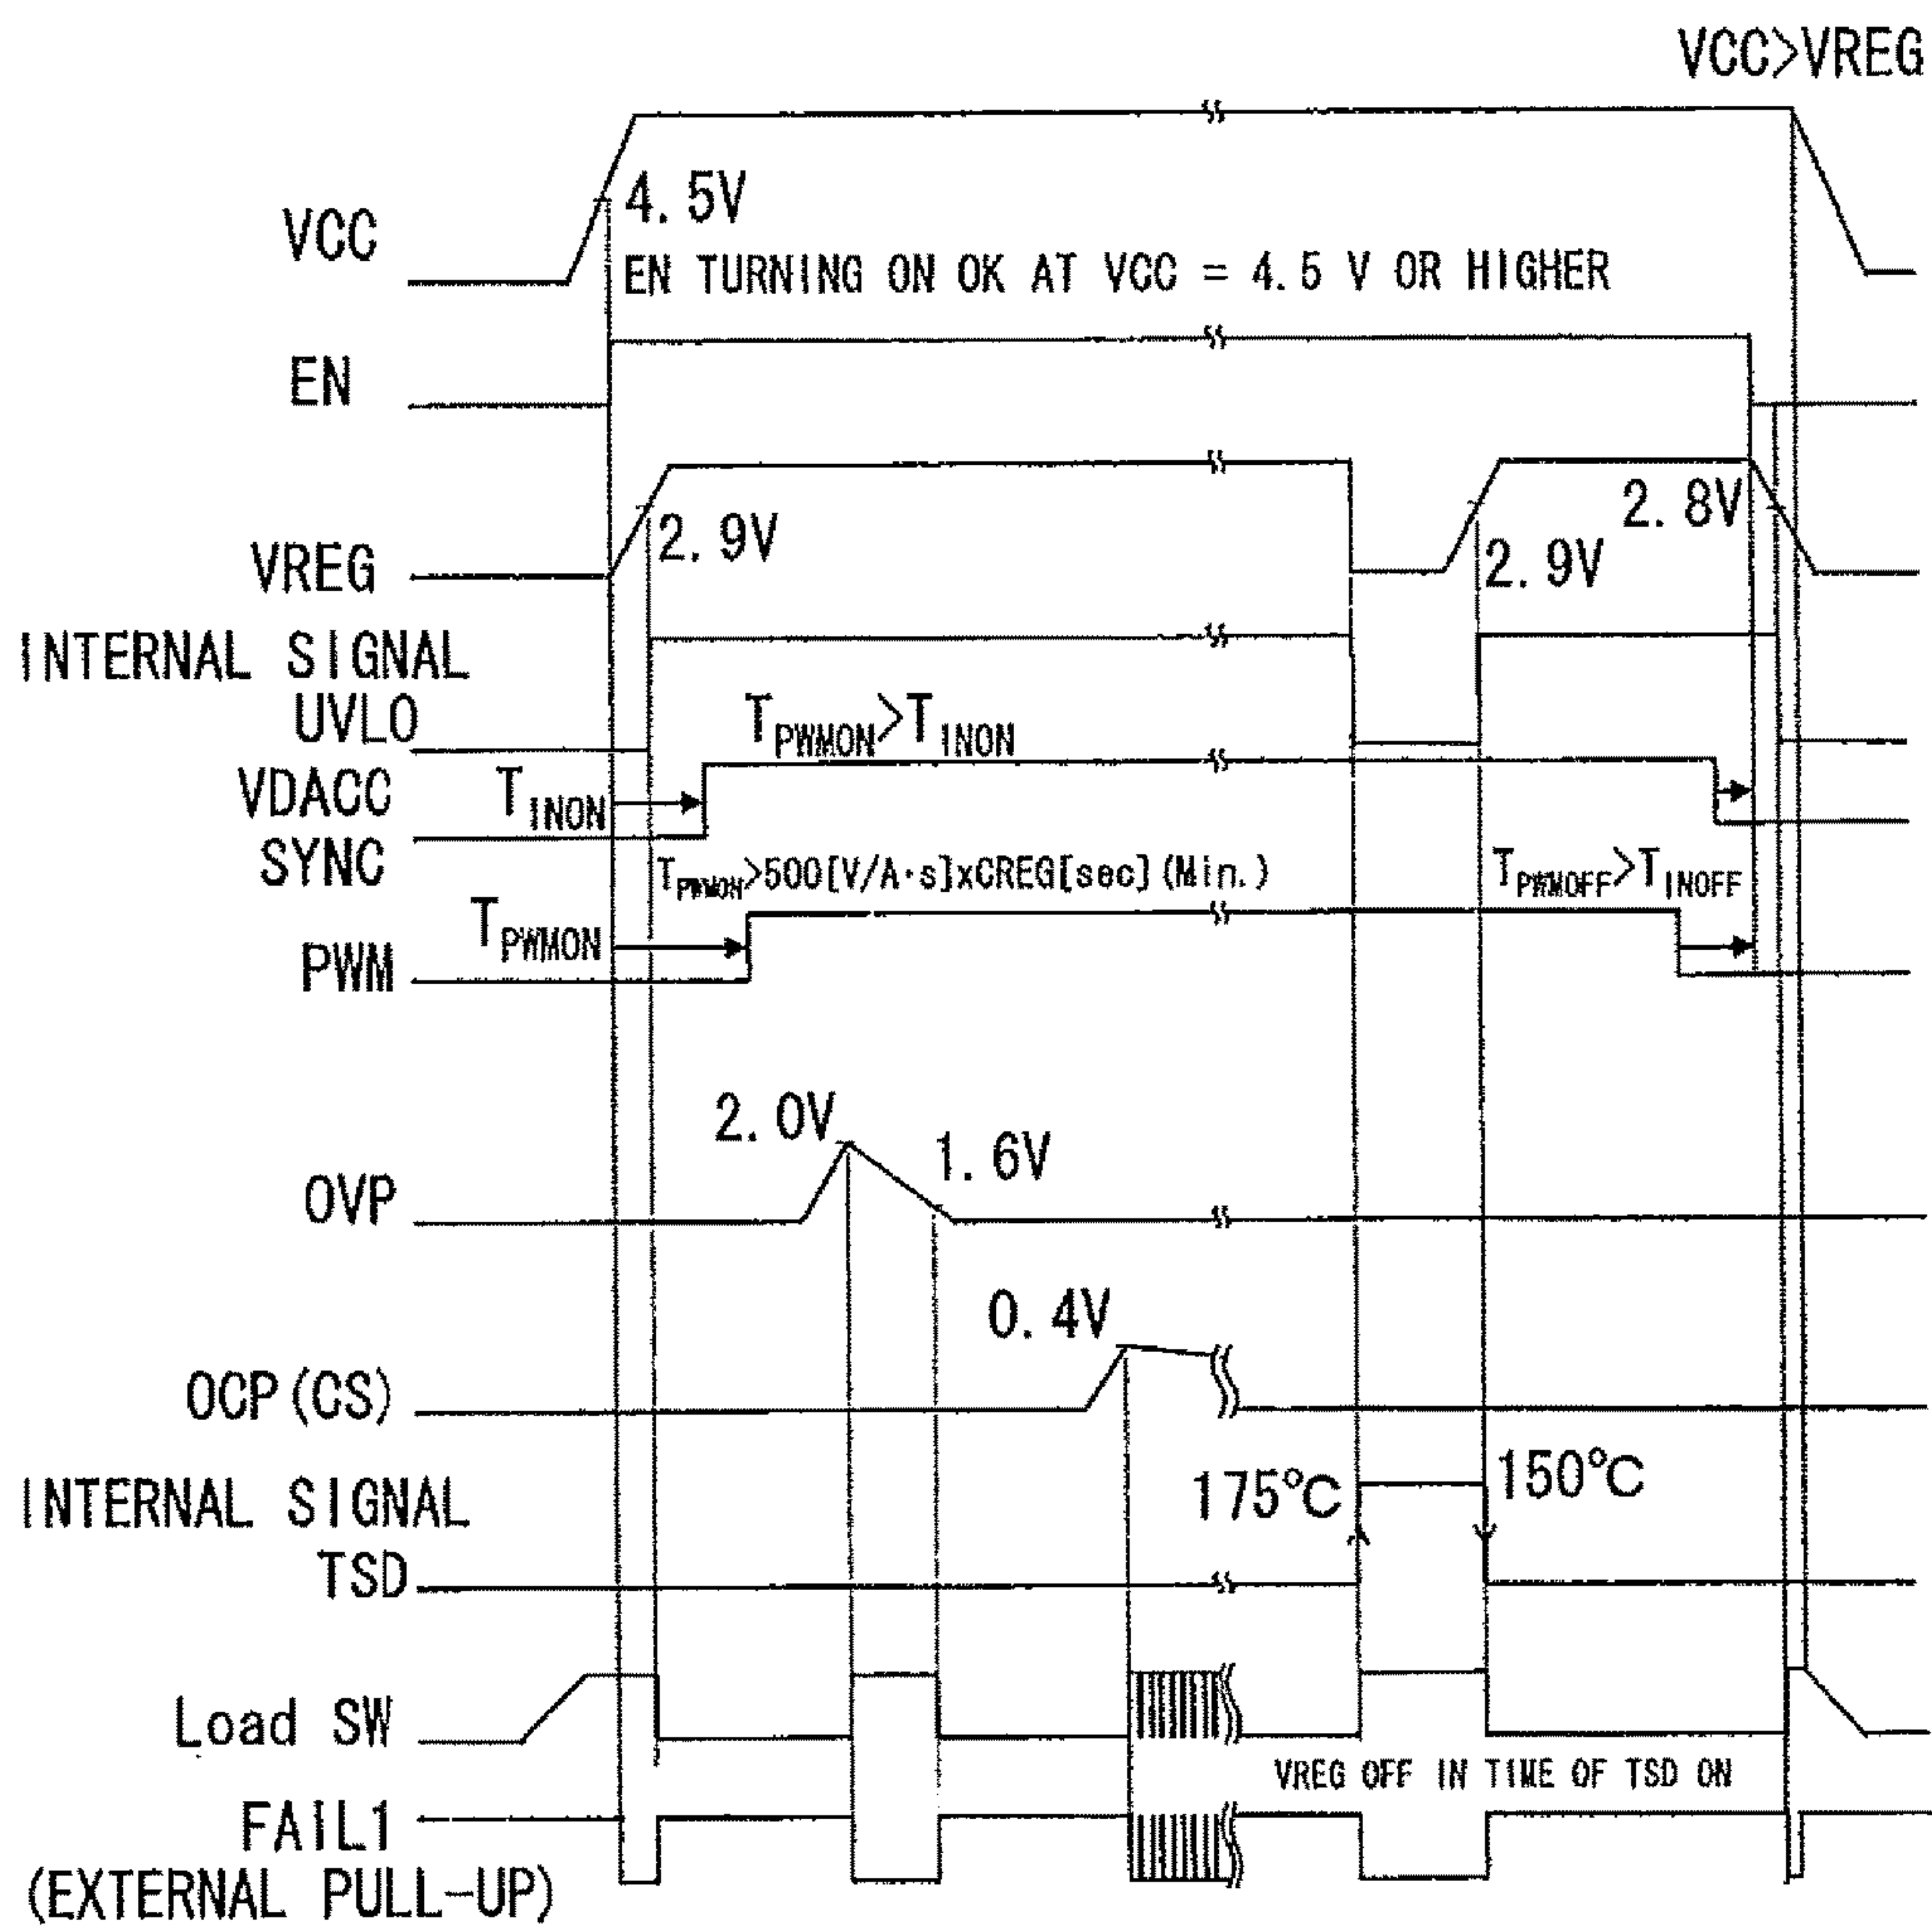 VCC>VREG
4.5V
VCC
EN TURNING ON OK AT VCC = 4.5 V OR HIGHER
EN
2.8V
2.9V
2.9V
VREG
INTERNAL SIGNAL
UVLO
TPWMON>TINON
VDACC
TINON
SYNC
TPWMON>500[V/A·s]xCREG[sec](Min.)
TPWMOFF>TINOFF
TPWMON
PWM
2.0V
1.6V
OVP
0.4V
OCP(CS)
175℃
150℃
INTERNAL SIGNAL
TSD
Load SW
VREG OFF IN TIME OF TSD ON
FAIL1
(EXTERNAL PULL-UP)